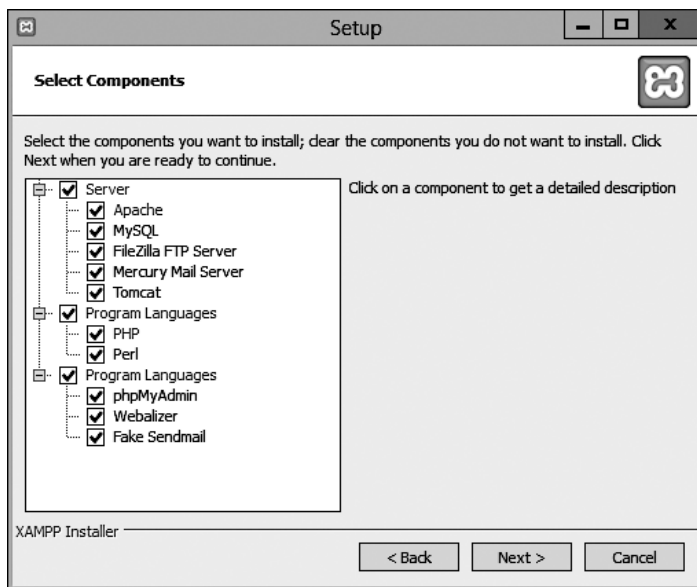 Setup
Select Components
Select the components you want to install; clear the components you do not want to install. Click
Next when you are ready to continue.
Server
Click on a component to get a detailed description
Apache
MySQL
FileZilla FTP Server
Mercury Mail Server
Tomcat
Program Languages
PHP
Perl
Program Languages
phpMyAdmin
Webalizer
Fake Sendmail
XAMPP Installer
< Back
Next >
Cancel